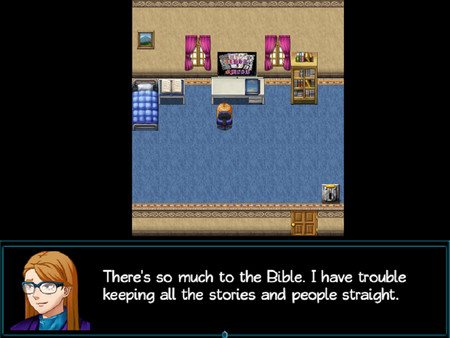 There's so much to the Bible. I have trouble
keeping all the stories and people straight.